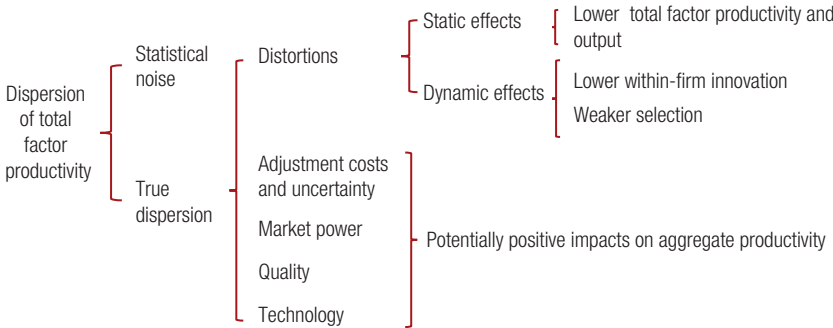 Dispersion
of total
factor
productivity
Statistical
noise
True
dispersion
Distortions
Adjustment costs
and uncertainty
Market power
Quality
Technology
Static effects
Dynamic effects
Lower total factor productivity and
output
Lower within-firm innovation
Weaker selection
Potentially positive impacts on aggregate productivity